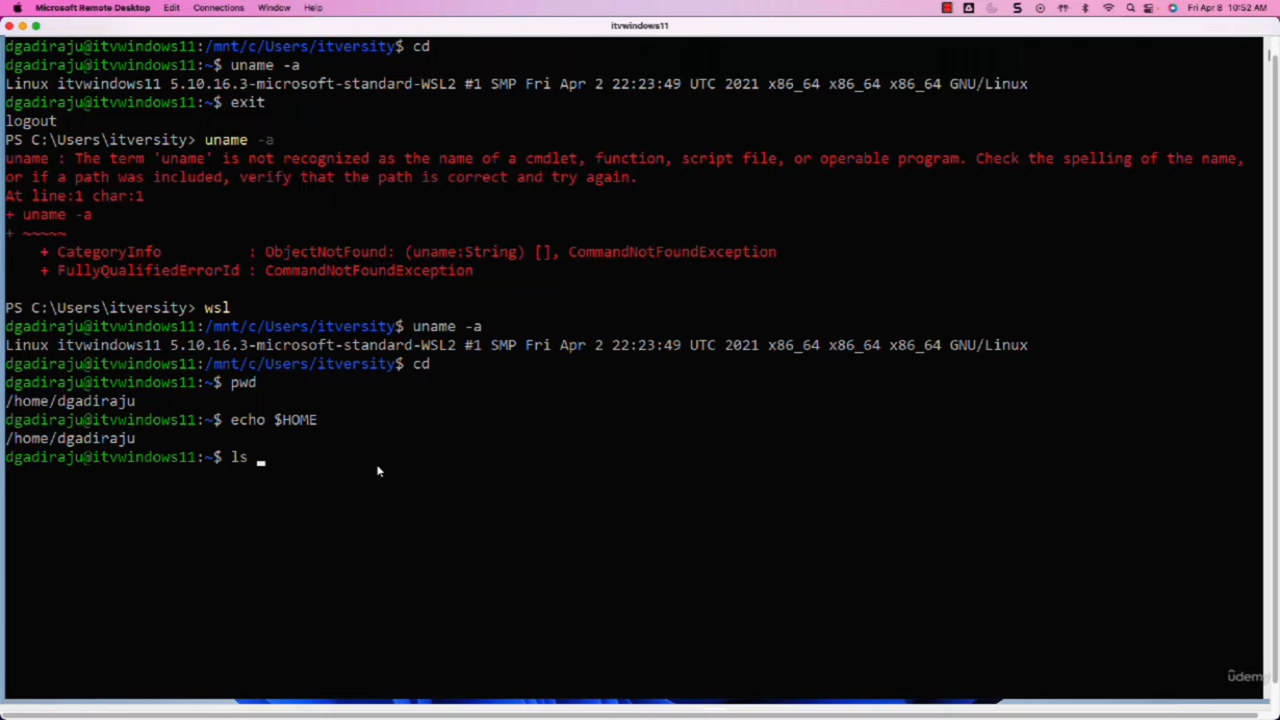 Microsoft Remote Desktop Edit Connections Window Help Fri Apr 8 10:52 AM
itvwindows11
dgadiraju@itvwindows11:/mnt/c/Users/itversity$ cd
dgadiraju@itvwindows11:~$ uname -a
Linux itvwindows11 5.10.16.3-microsoft-standard-WSL2 #1 SMP Fri Apr 2 22:23:49 UTC 2021 x86_64 x86_64 x86_64 GNU/Linux
dgadiraju@itvwindows11:~$ exit
logout
PS C:\Users\itversity> uname -a
uname : The term 'uname' is not recognized as the name of a cmdlet, function, script file, or operable program. Check the spelling of the name,
or if a path was included, verify that the path is correct and try again.
At line:1 char:1
+ uname -a
+ ~~~~~
+ CategoryInfo : ObjectNotFound: (uname:String) [], CommandNotFoundException
+ FullyQualifiedErrorId : CommandNotFoundException
PS C:\Users\itversity> wsl
dgadiraju@itvwindows11:/mnt/c/Users/itversity$ uname -a
Linux itvwindows11 5.10.16.3-microsoft-standard-WSL2 #1 SMP Fri Apr 2 22:23:49 UTC 2021 x86_64 x86_64 x86_64 GNU/Linux
dgadiraju@itvwindows11:/mnt/c/Users/itversity$ cd
dgadiraju@itvwindows11:~$ pwd
/home/dgadiraju
dgadiraju@itvwindows11:~$ echo $HOME
/home/dgadiraju
dgadiraju@itvwindows11:~$ ls
ûdemy